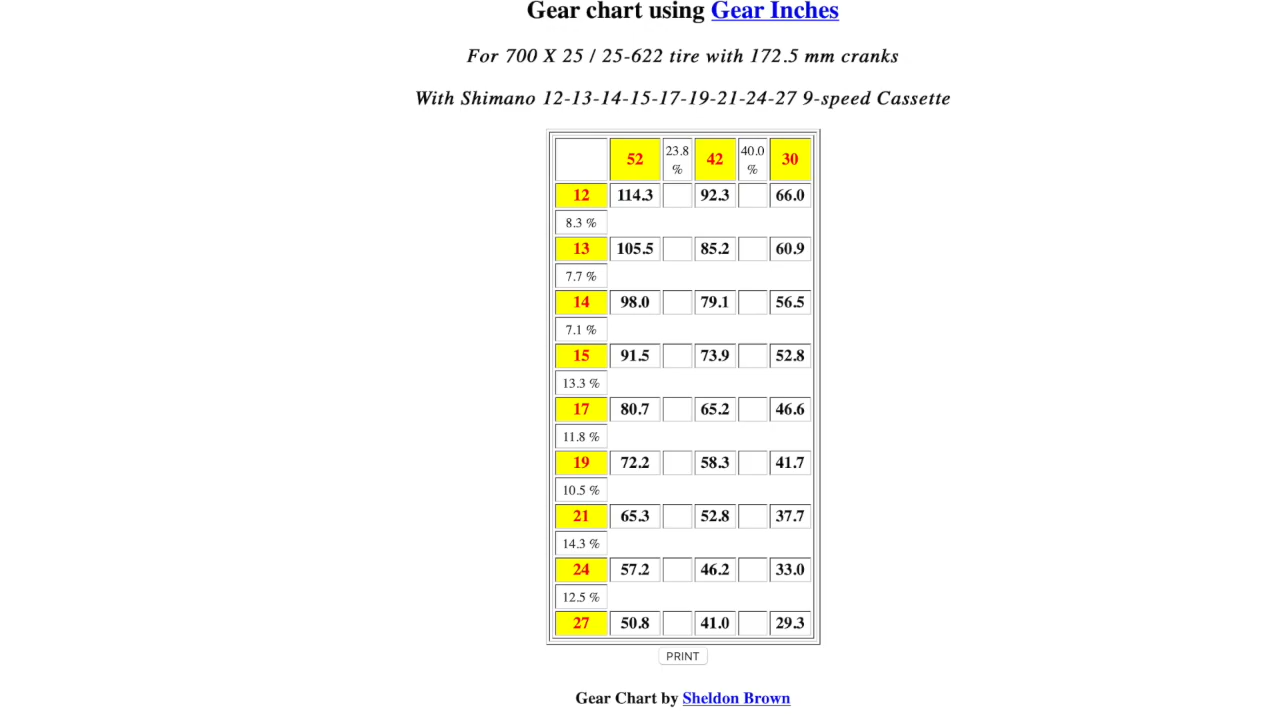 Gear chart using Gear Inches
For 700 X 25 / 25-622 tire with 172.5 mm cranks
With Shimano 12-13-14-15-17-19-21-24-27 9-speed Cassette
52 23.8 % 42 40.0 % 30
12 114.3 92.3 66.0
8.3 %
13 105.5 85.2 60.9
7.7 %
14 98.0 79.1 56.5
7.1 %
15 91.5 73.9 52.8
13.3 %
17 80.7 65.2 46.6
11.8 %
19 72.2 58.3 41.7
10.5 %
21 65.3 52.8 37.7
14.3 %
24 57.2 46.2 33.0
12.5 %
27 50.8 41.0 29.3
PRINT
Gear Chart by Sheldon Brown